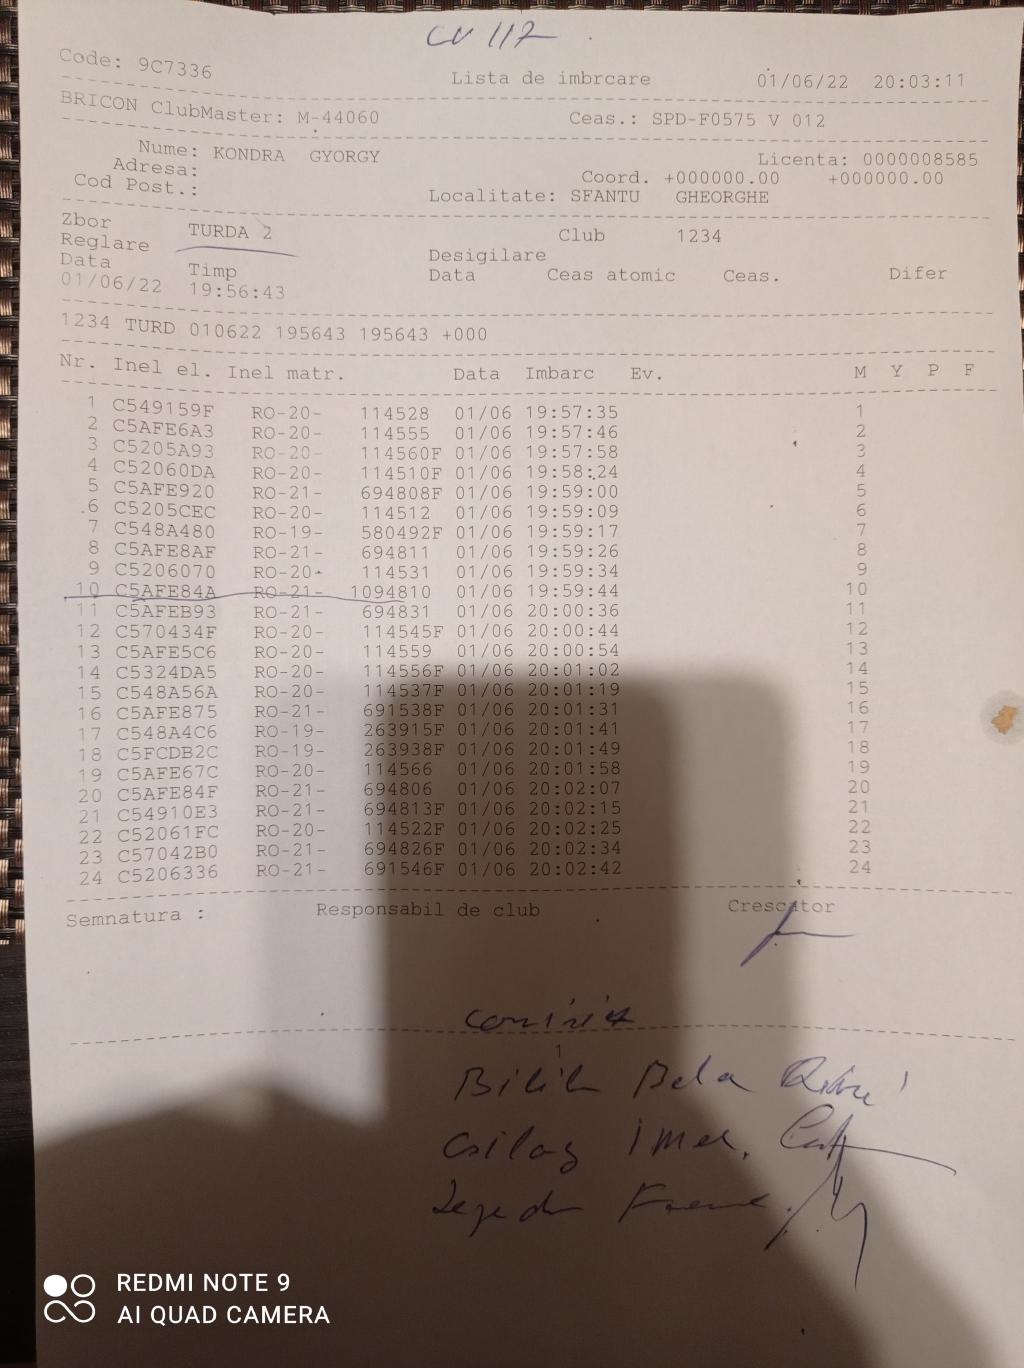 CV 117
Code: 9C7336 Lista de imbrcare 01/06/22 20:03:11
BRICON ClubMaster: M-44060 Ceas.: SPD-F0575 V 012
Nume: KONDRA GYORGY Licenta: 0000008585
Adresa: Coord. +000000.00 +000000.00
Cod Post.: Localitate: SFANTU GHEORGHE
Zbor TURDA 2 Club 1234
Reglare Desigilare
Data Timp Data Ceas atomic Ceas. Difer
01/06/22 19:56:43
1234 TURD 010622 195643 195643 +000
Nr. Inel el. Inel matr. Data Imbarc Ev. M Y P F
1 C549159F RO-20- 114528 01/06 19:57:35 1
2 C5AFE6A3 RO-20- 114555 01/06 19:57:46 2
3 C5205A93 RO-20- 114560F 01/06 19:57:58 3
4 C52060DA RO-20- 114510F 01/06 19:58:24 4
5 C5AFE920 RO-21- 694808F 01/06 19:59:00 5
6 C5205CEC RO-20- 114512 01/06 19:59:09 6
7 C548A480 RO-19- 580492F 01/06 19:59:17 7
8 C5AFE8AF RO-21- 694811 01/06 19:59:26 8
9 C5206070 RO-20- 114531 01/06 19:59:34 9
10 C5AFE84A RO-21- 1094810 01/06 19:59:44 10
11 C5AFEB93 RO-21- 694831 01/06 20:00:36 11
12 C570434F RO-20- 114545F 01/06 20:00:44 12
13 C5AFE5C6 RO-20- 114559 01/06 20:00:54 13
14 C5324DA5 RO-20- 114556F 01/06 20:01:02 14
15 C548A56A RO-20- 114537F 01/06 20:01:19 15
16 C5AFE875 RO-21- 691538F 01/06 20:01:31 16
17 C548A4C6 RO-19- 263915F 01/06 20:01:41 17
18 C5FCDB2C RO-19- 263938F 01/06 20:01:49 18
19 C5AFE67C RO-20- 114566 01/06 20:01:58 19
20 C5AFE84F RO-21- 694806 01/06 20:02:07 20
21 C54910E3 RO-21- 694813F 01/06 20:02:15 21
22 C52061FC RO-20- 114522F 01/06 20:02:25 22
23 C57042B0 RO-21- 694826F 01/06 20:02:34 23
24 C5206336 RO-21- 691546F 01/06 20:02:42 24
Semnatura : Responsabil de club Crescator
1
Bela
REDMI NOTE 9
AI QUAD CAMERA